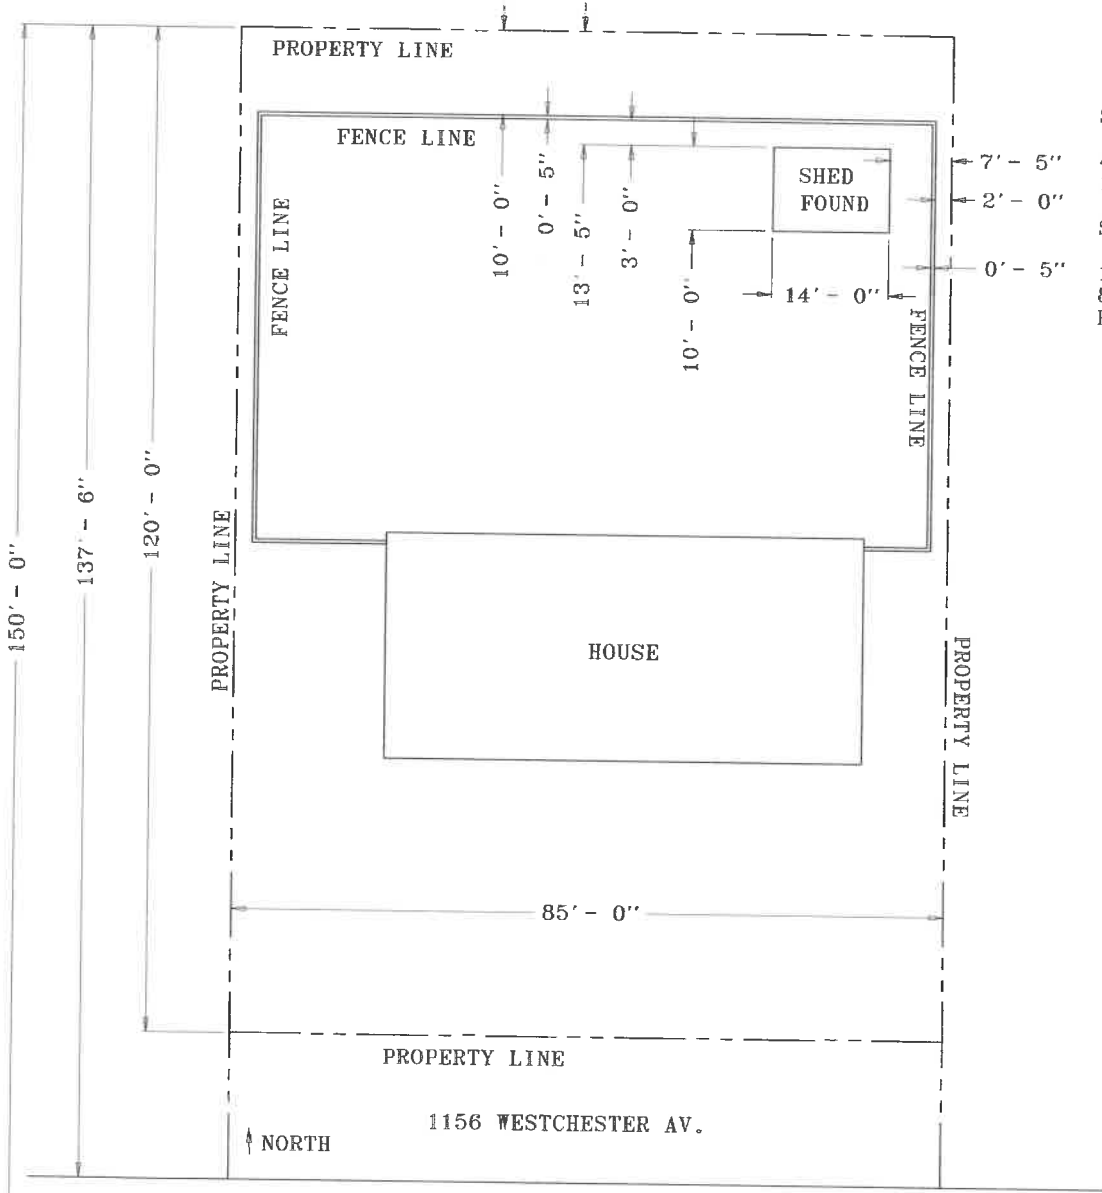 PROPERTY LINE
FENCE LINE
FENCE LINE
10'- 0"
0'- 5"
13'- 5"
3'- 0"
10'- 0"
SHED
FOUND
14'- 0"
7'- 5"
2'- 0"
0'- 5"
FENCE LINE
150'- 0"
137'- 6"
120'- 0"
PROPERTY LINE
HOUSE
PROPERTY LINE
85'- 0"
PROPERTY LINE
1156 WESTCHESTER AV.
NORTH